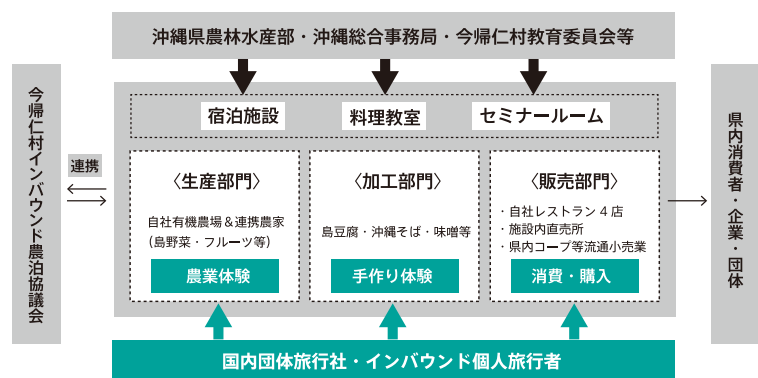 沖縄県農林水産部・沖縄総合事務局・今帰仁村教育委員会等
今帰仁村インバウンド農泊協議会
連携
宿泊施設
料理教室
セミナールーム
〈生産部門〉
自社有機農場&連携農家
(島野菜・フルーツ等)
農業体験
〈加工部門〉
島豆腐・沖縄そば・味噌等
手作り体験
〈販売部門〉
・自社レストラン4店
・施設内直売所
・県内コープ等流通小売業
消費・購入
県内消費者・企業・団体
国内団体旅行社・インバウンド個人旅行者